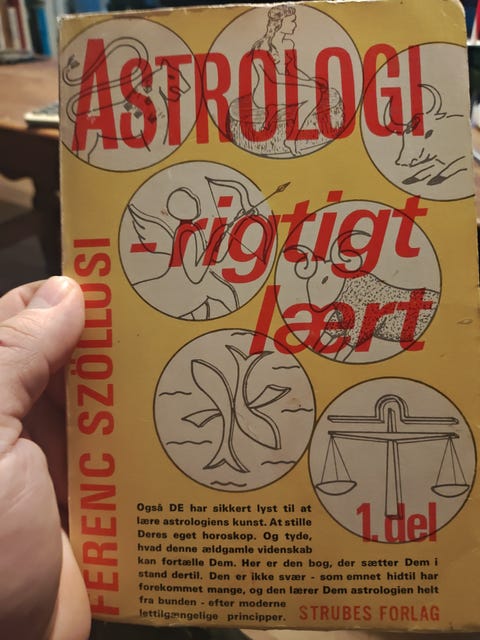 ASTROLOGI
- rigtigt
lært
FERENC SZÖLLÖSI
1. del
Også DE har sikkert lyst til at
lære astrologiens kunst. At stille
Deres eget horoskop. Og tyde,
hvad denne ældgamle videnskab
kan fortælle Dem. Her er den bog, der sætter Dem i
stand dertil. Den er ikke svær - som emnet hidtil har
forekommet mange, og den lærer Dem astrologien helt
fra bunden - efter moderne
lettilgængelige principper.
STRUBES FORLAG